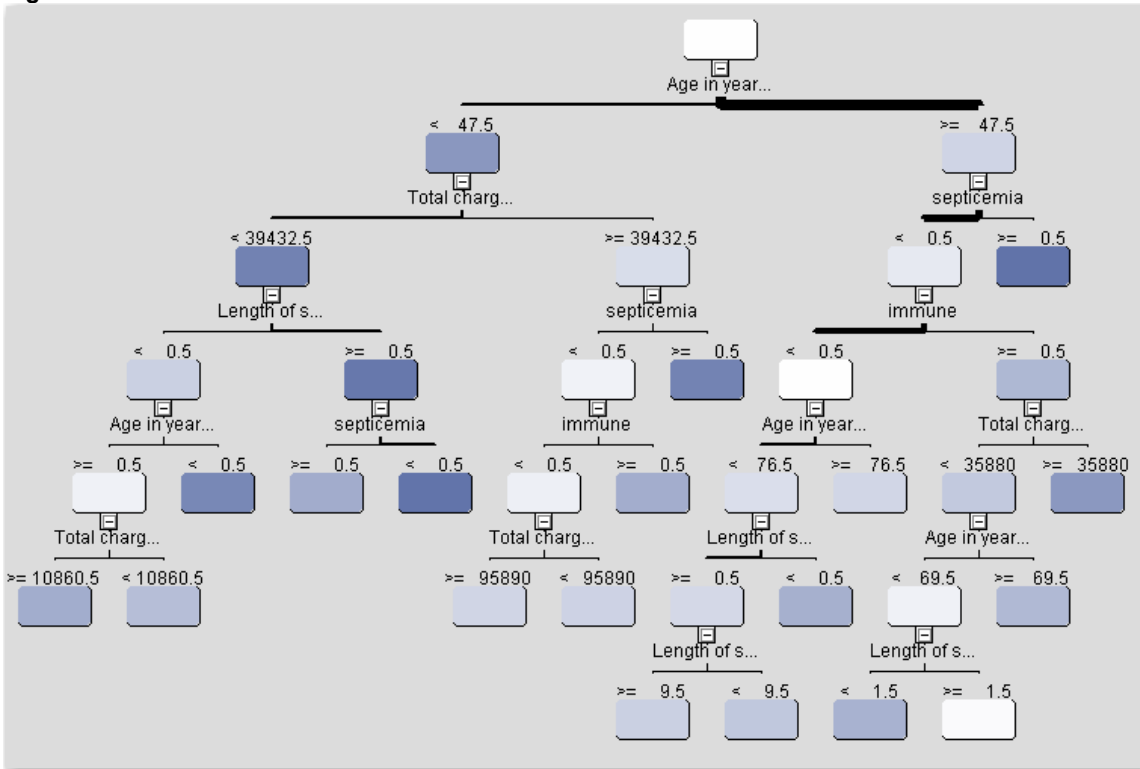 Age in year...
< 47.5 >= 47.5
Total charg... septicemia
< 39432.5 >= 39432.5 < 0.5 >= 0.5
Length of s... septicemia immune
< 0.5 >= 0.5 < 0.5 >= 0.5 < 0.5 >= 0.5
Age in year... septicemia immune Age in year... Total charg...
>= 0.5 < 0.5 >= 0.5 < 0.5 < 0.5 >= 0.5 < 76.5 >= 76.5 < 35880 >= 35880
Total charg... Total charg... Length of s... Age in year...
>= 10860.5 < 10860.5 >= 95890 < 95890 >= 0.5 < 0.5 < 69.5 >= 69.5
Length of s... Length of s...
>= 9.5 < 9.5 < 1.5 >= 1.5